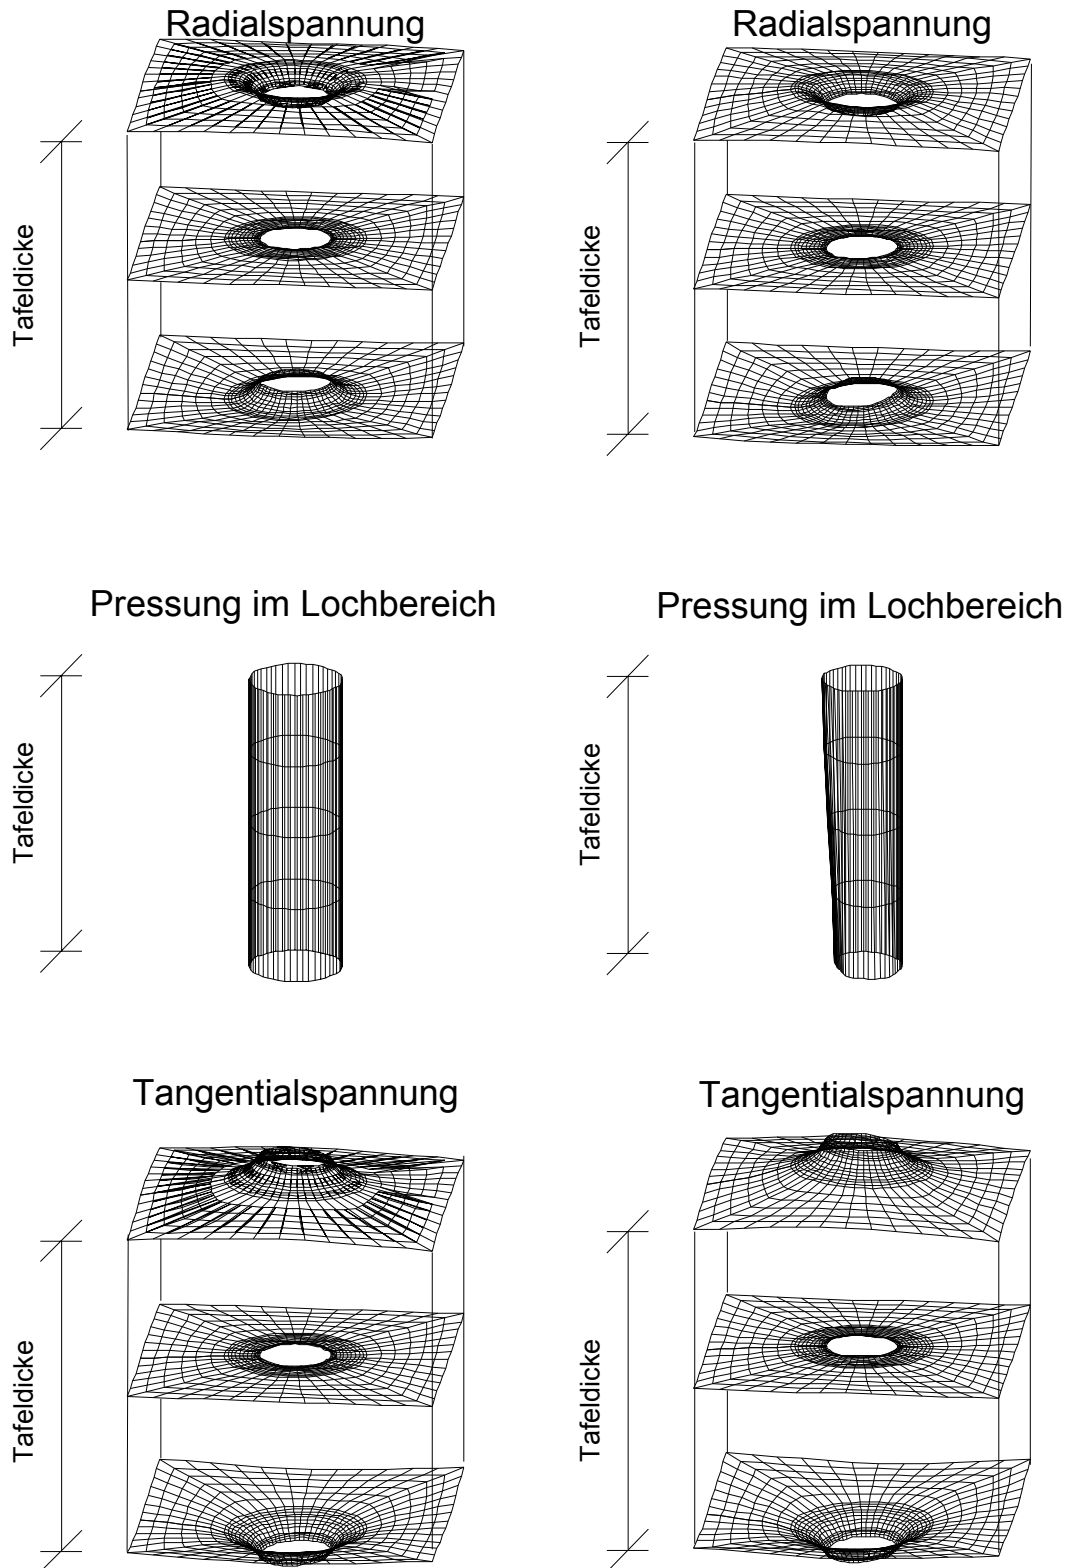 Radialspannung
Radialspannung
Tafeldicke
Tafeldicke
Pressung im Lochbereich
Pressung im Lochbereich
Tafeldicke
Tafeldicke
Tangentialspannung
Tangentialspannung
Tafeldicke
Tafeldicke